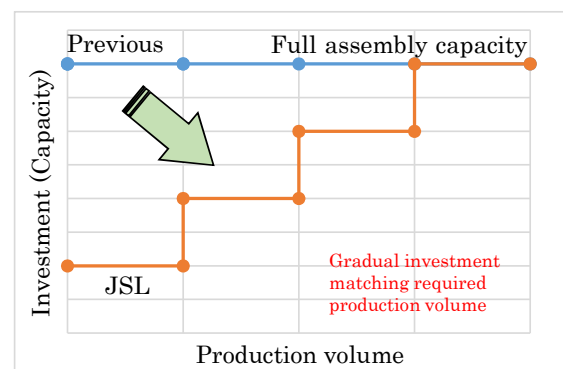 Previous
Full assembly capacity
Investment (Capacity)
JSL
Gradual investment
matching required
production volume
Production volume